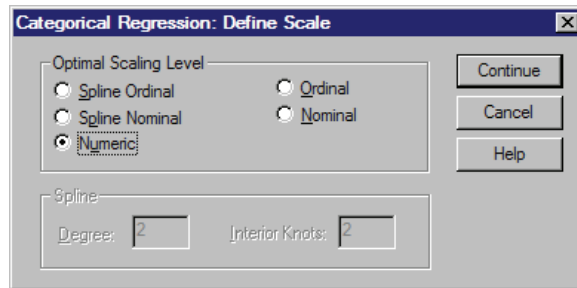 Categorical Regression: Define Scale
Optimal Scaling Level
Spline Ordinal
Ordinal
Spline Nominal
Nominal
Numeric
Continue
Cancel
Help
Spline
Degree: 2
Interior Knots: 2